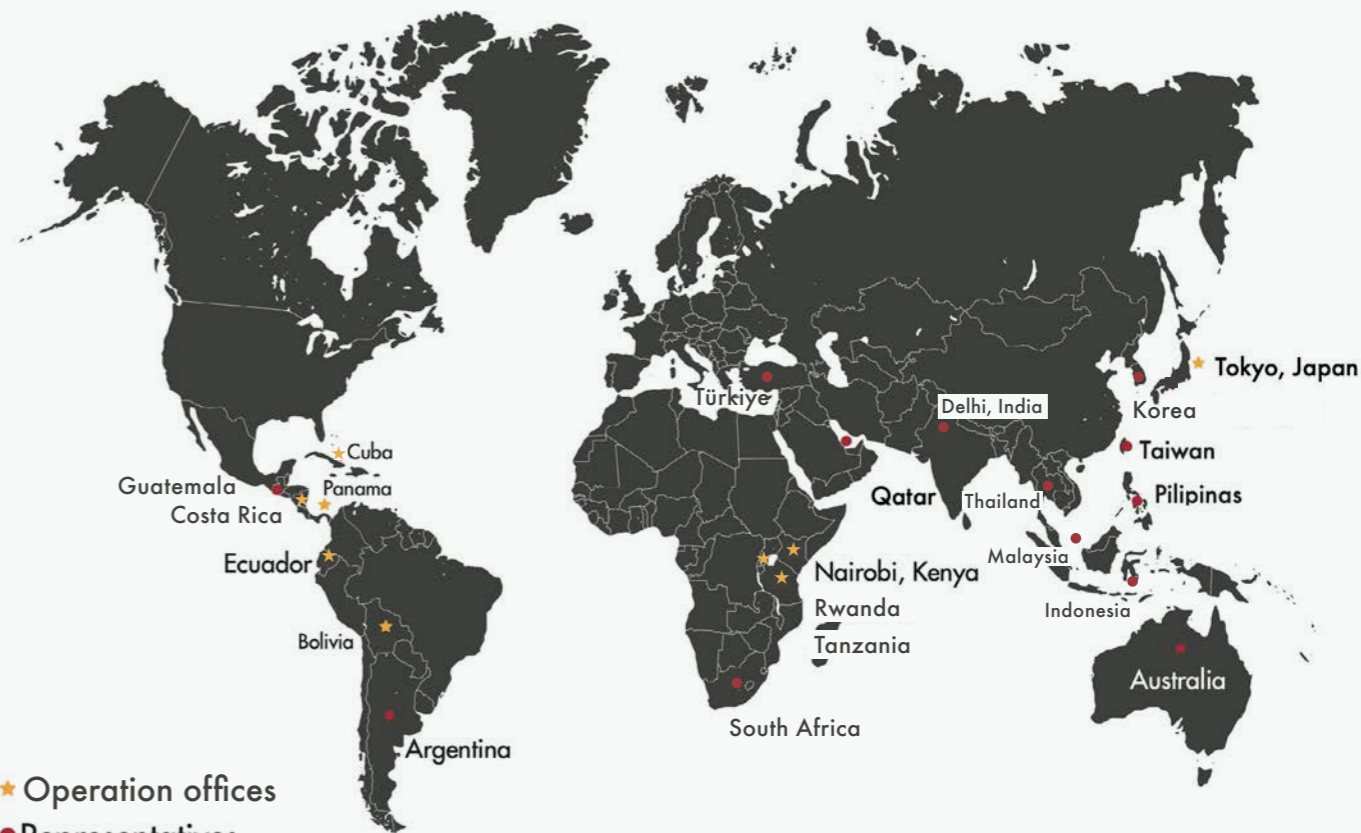 Tokyo, Japan
Türkiye
Delhi, India
Korea
Cuba
Taiwan
Guatemala
Panama
Qatar
Thailand
Pilipinas
Costa Rica
Malaysia
Ecuador
Nairobi, Kenya
Rwanda
Indonesia
Bolivia
Tanzania
Australia
South Africa
Argentina
Operation offices
Representatives